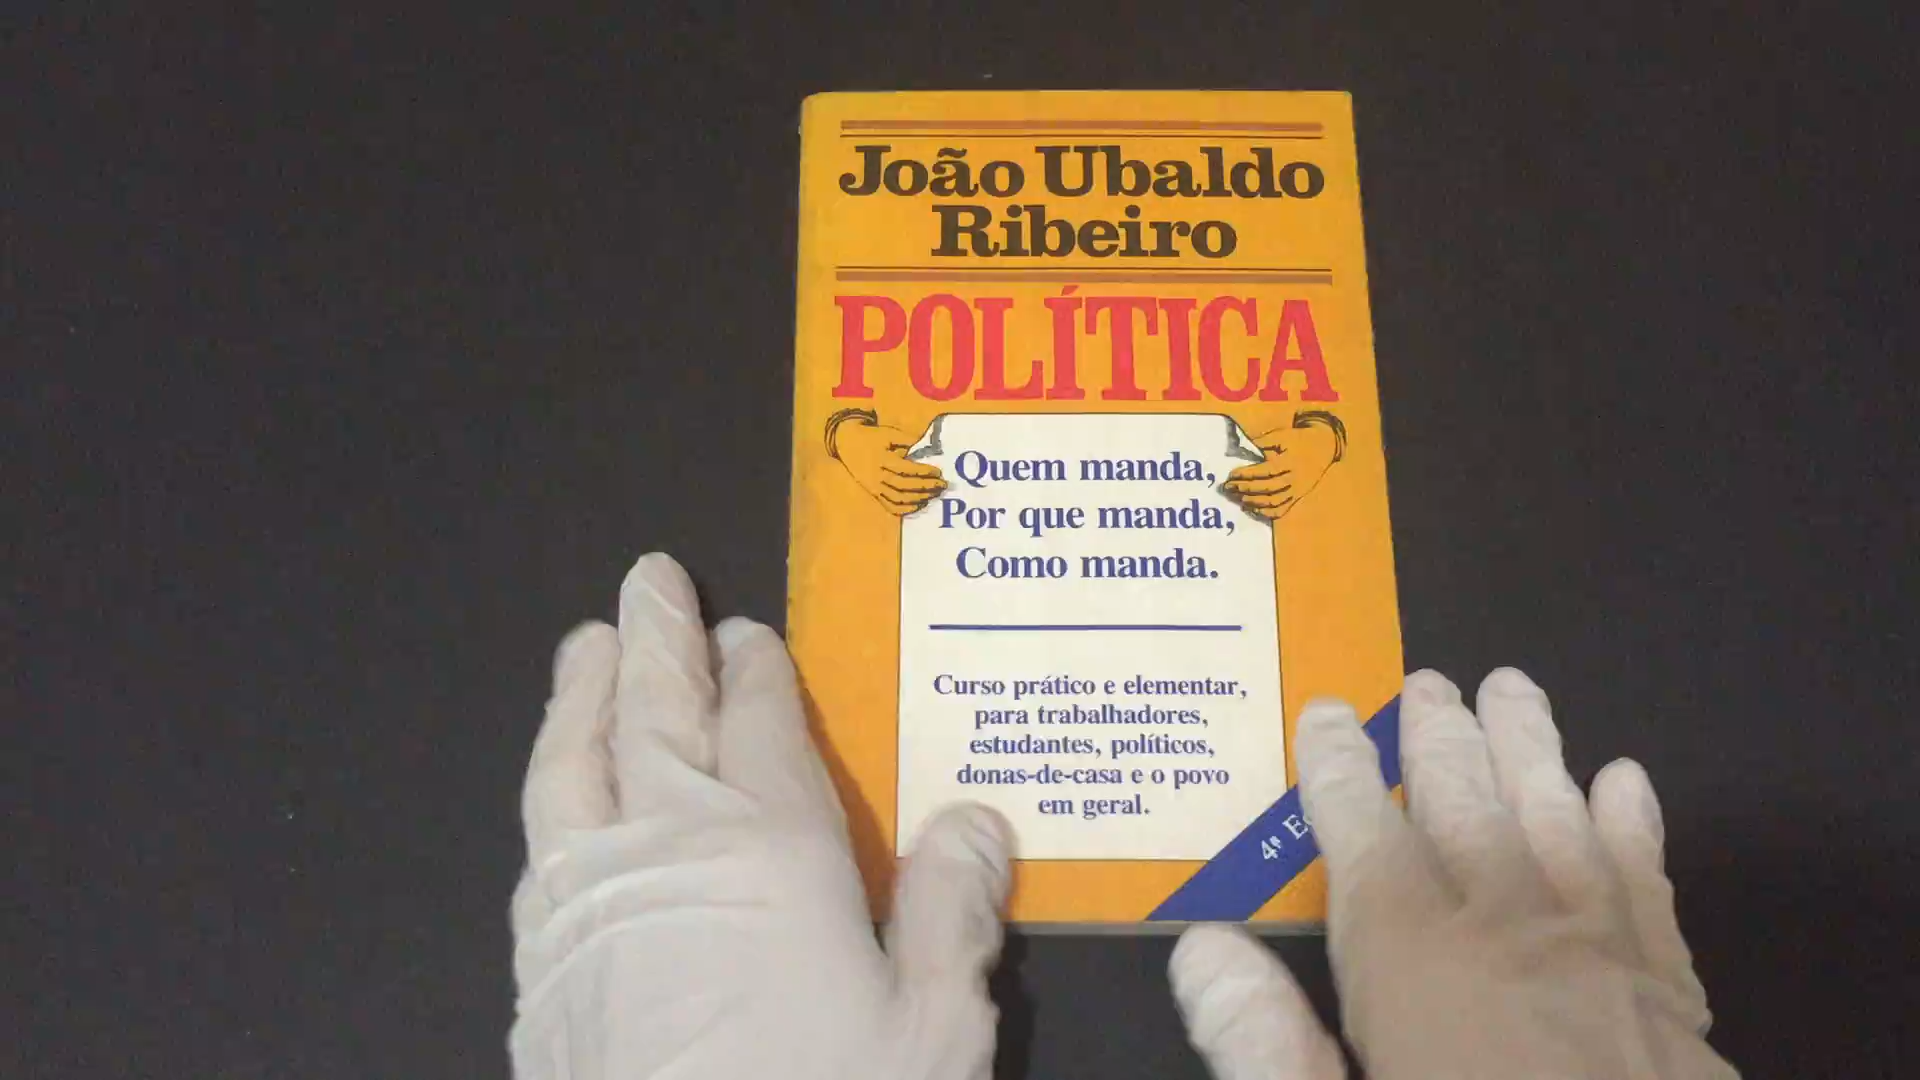 João Ubaldo
Ribeiro
POLÍTICA
Quem manda,
Por que manda,
Como manda.
Curso prático e elementar,
para trabalhadores,
estudantes, políticos,
donas-de-casa e o povo
em geral.
4ª